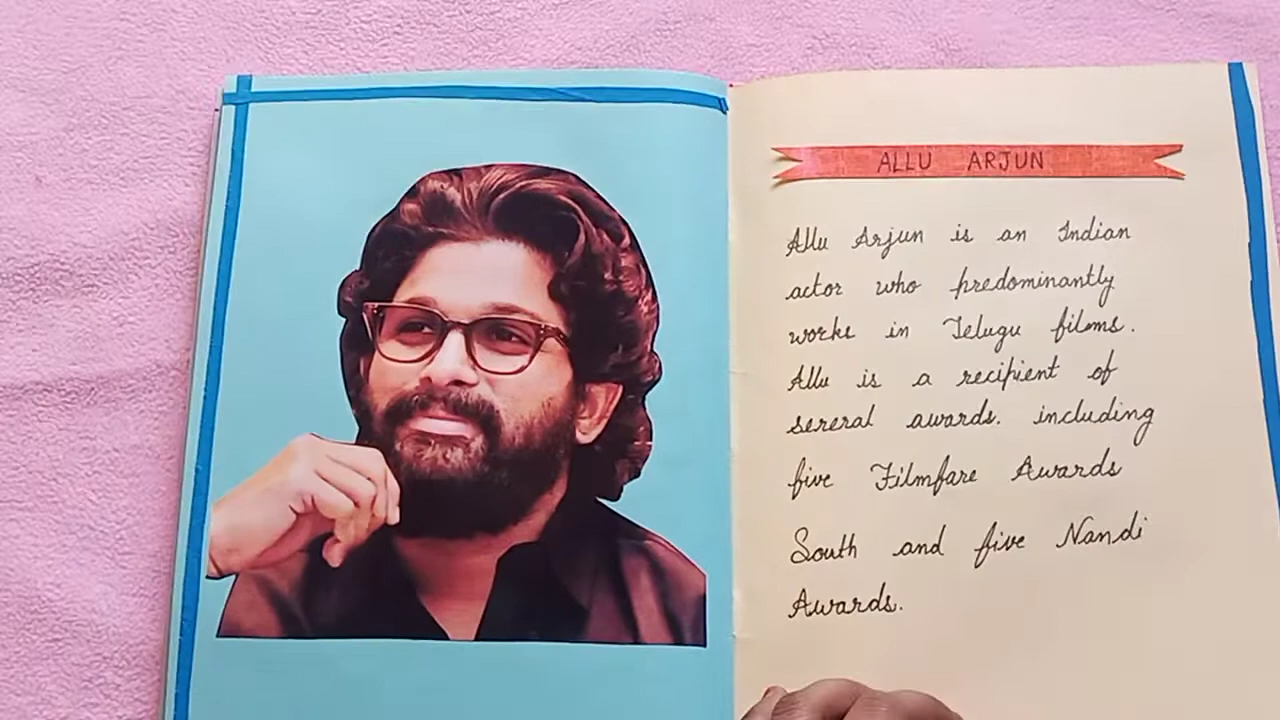 ALLU ARJUN
Allu Arjun is an Indian
actor who predominantly
works in Telugu films.
Allu is a recipient of
several awards. including
five Filmfare Awards
South and five Nandi
Awards.